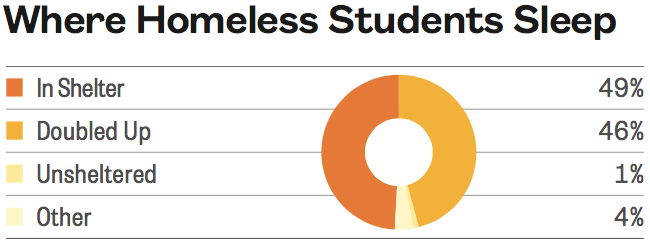 Where Homeless Students Sleep
In Shelter 49%
Doubled Up 46%
Unsheltered 1%
Other 4%